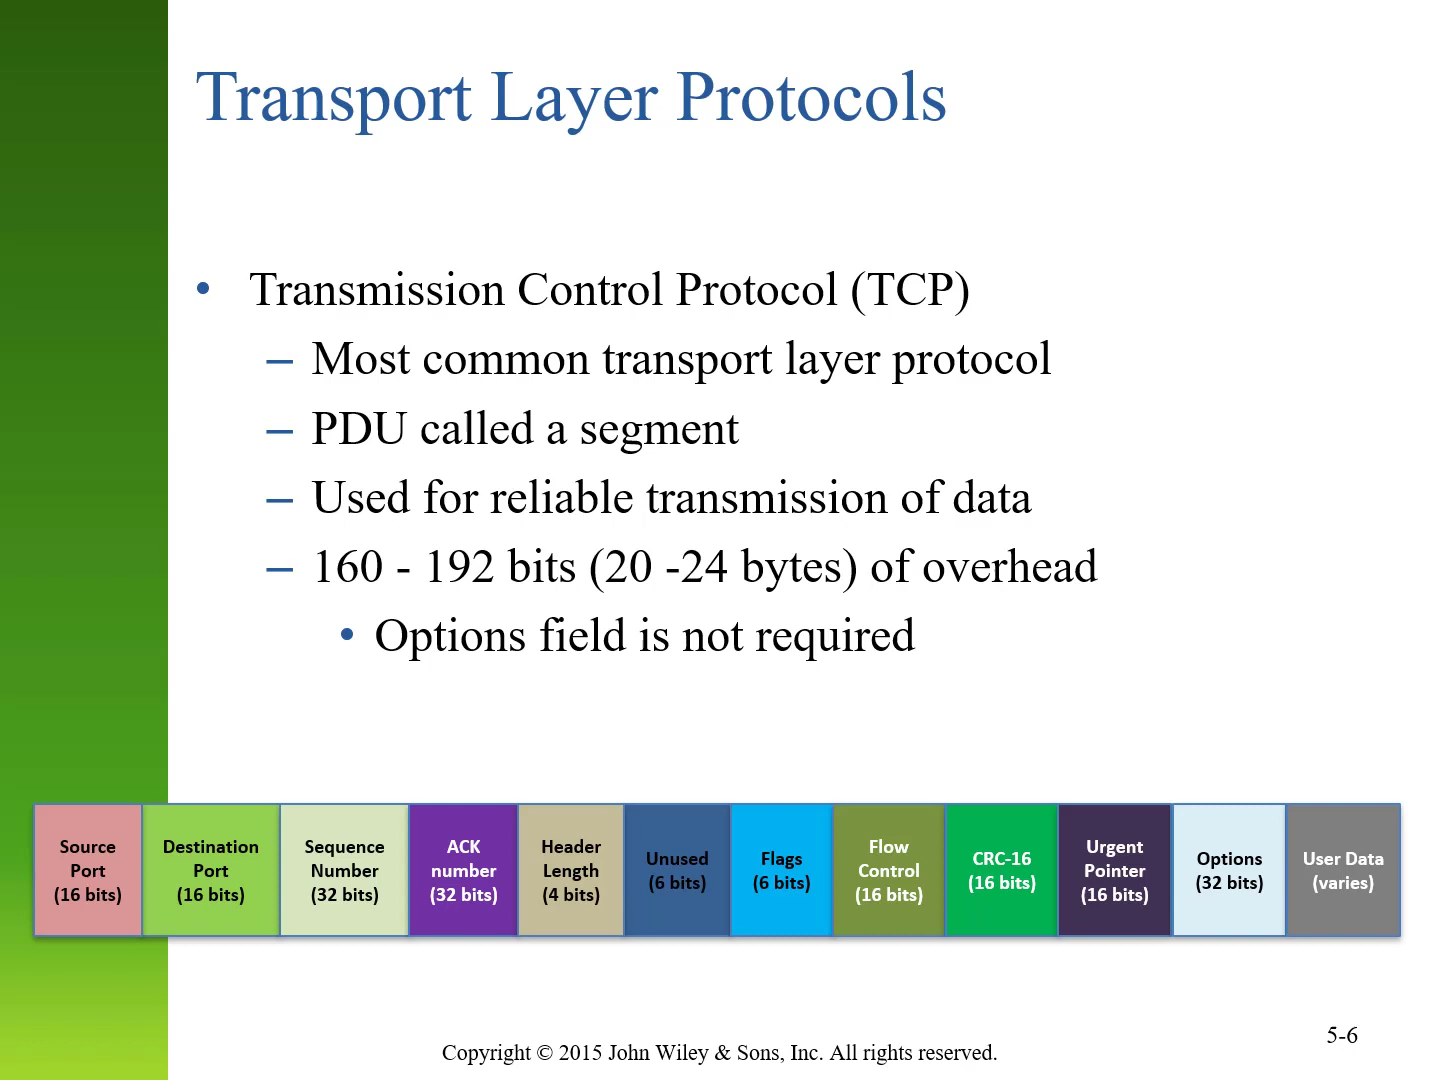 Transport Layer Protocols
• Transmission Control Protocol (TCP)
– Most common transport layer protocol
– PDU called a segment
– Used for reliable transmission of data
– 160 - 192 bits (20 -24 bytes) of overhead
• Options field is not required
Source
Port
(16 bits)
Destination
Port
(16 bits)
Sequence
Number
(32 bits)
ACK
number
(32 bits)
Header
Length
(4 bits)
Unused
(6 bits)
Flags
(6 bits)
Flow
Control
(16 bits)
CRC-16
(16 bits)
Urgent
Pointer
(16 bits)
Options
(32 bits)
User Data
(varies)
5-6
Copyright © 2015 John Wiley & Sons, Inc. All rights reserved.